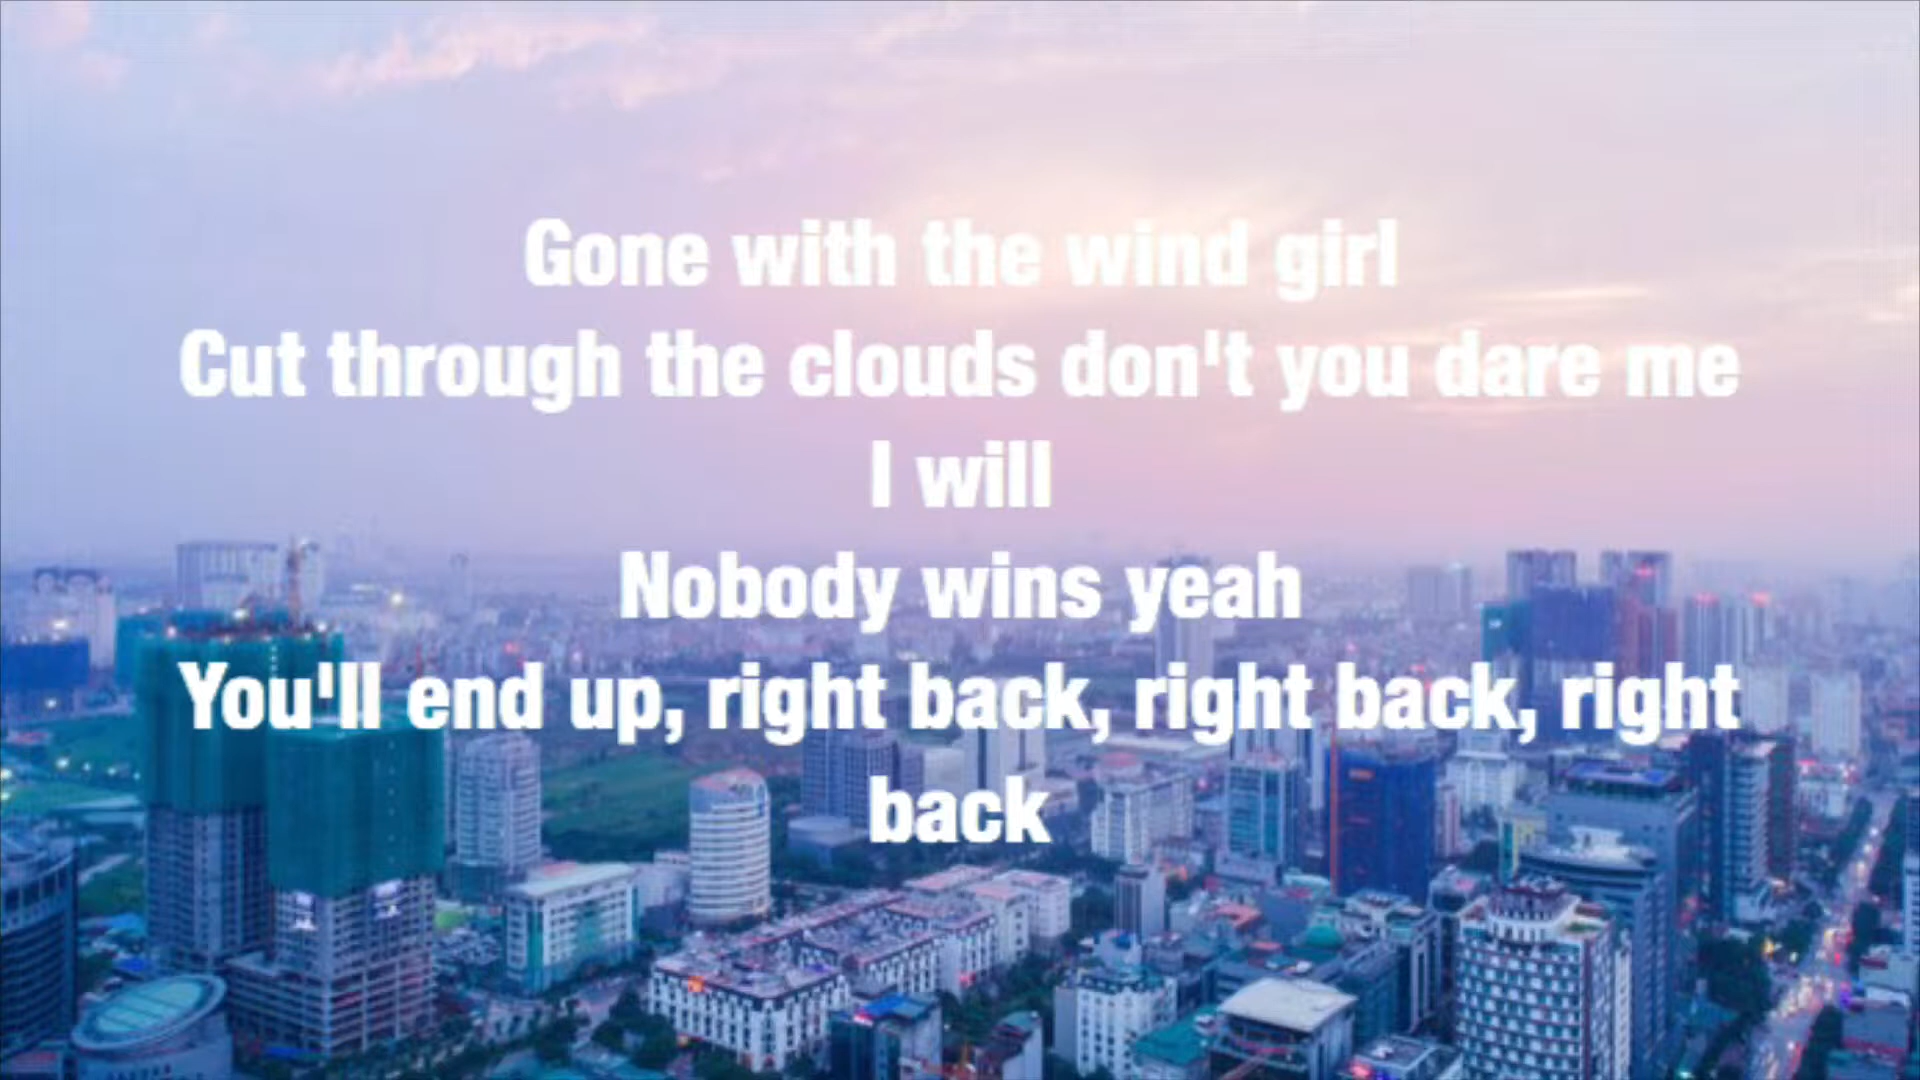 Gone with the wind girl
Cut through the clouds don't you dare me
I will
Nobody wins yeah
You'll end up, right back, right back, right
back